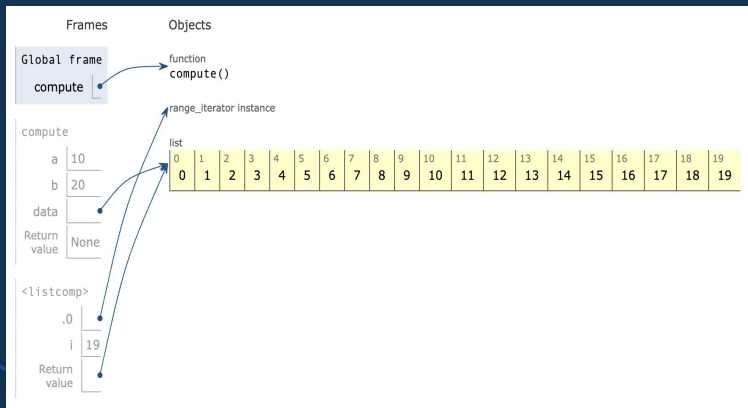 Frames Objects
Global frame
compute
function
compute()
range_iterator instance
compute
a 10
b 20
data
Return
value None
list
0 1 2 3 4 5 6 7 8 9 10 11 12 13 14 15 16 17 18 19
0 1 2 3 4 5 6 7 8 9 10 11 12 13 14 15 16 17 18 19
<listcomp>
.0
i 19
Return
value